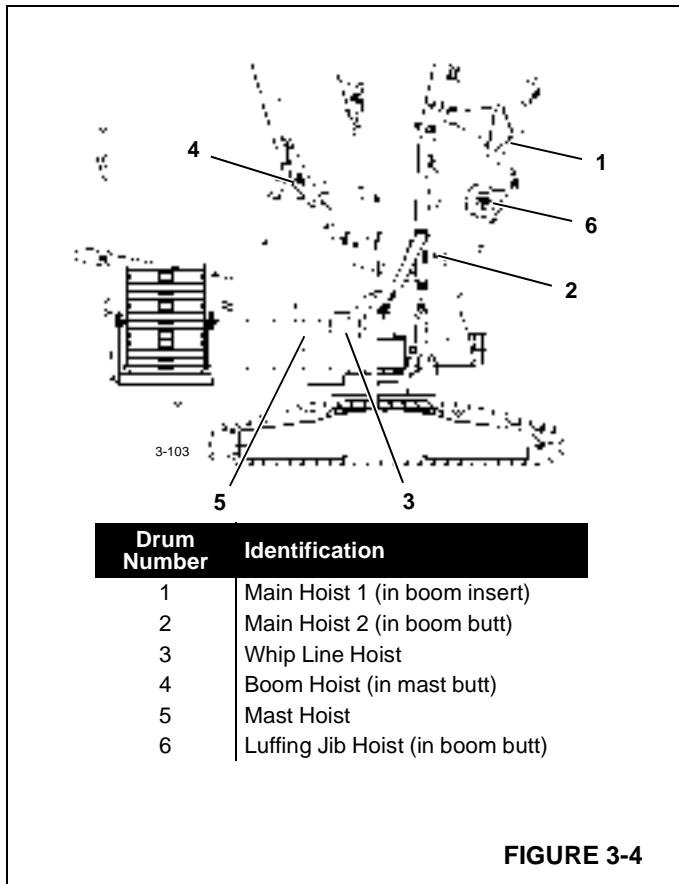 4
1
6
2
3-103
5 3
Drum Number Identification
1 Main Hoist 1 (in boom insert)
2 Main Hoist 2 (in boom butt)
3 Whip Line Hoist
4 Boom Hoist (in mast butt)
5 Mast Hoist
6 Luffing Jib Hoist (in boom butt)
FIGURE 3-4